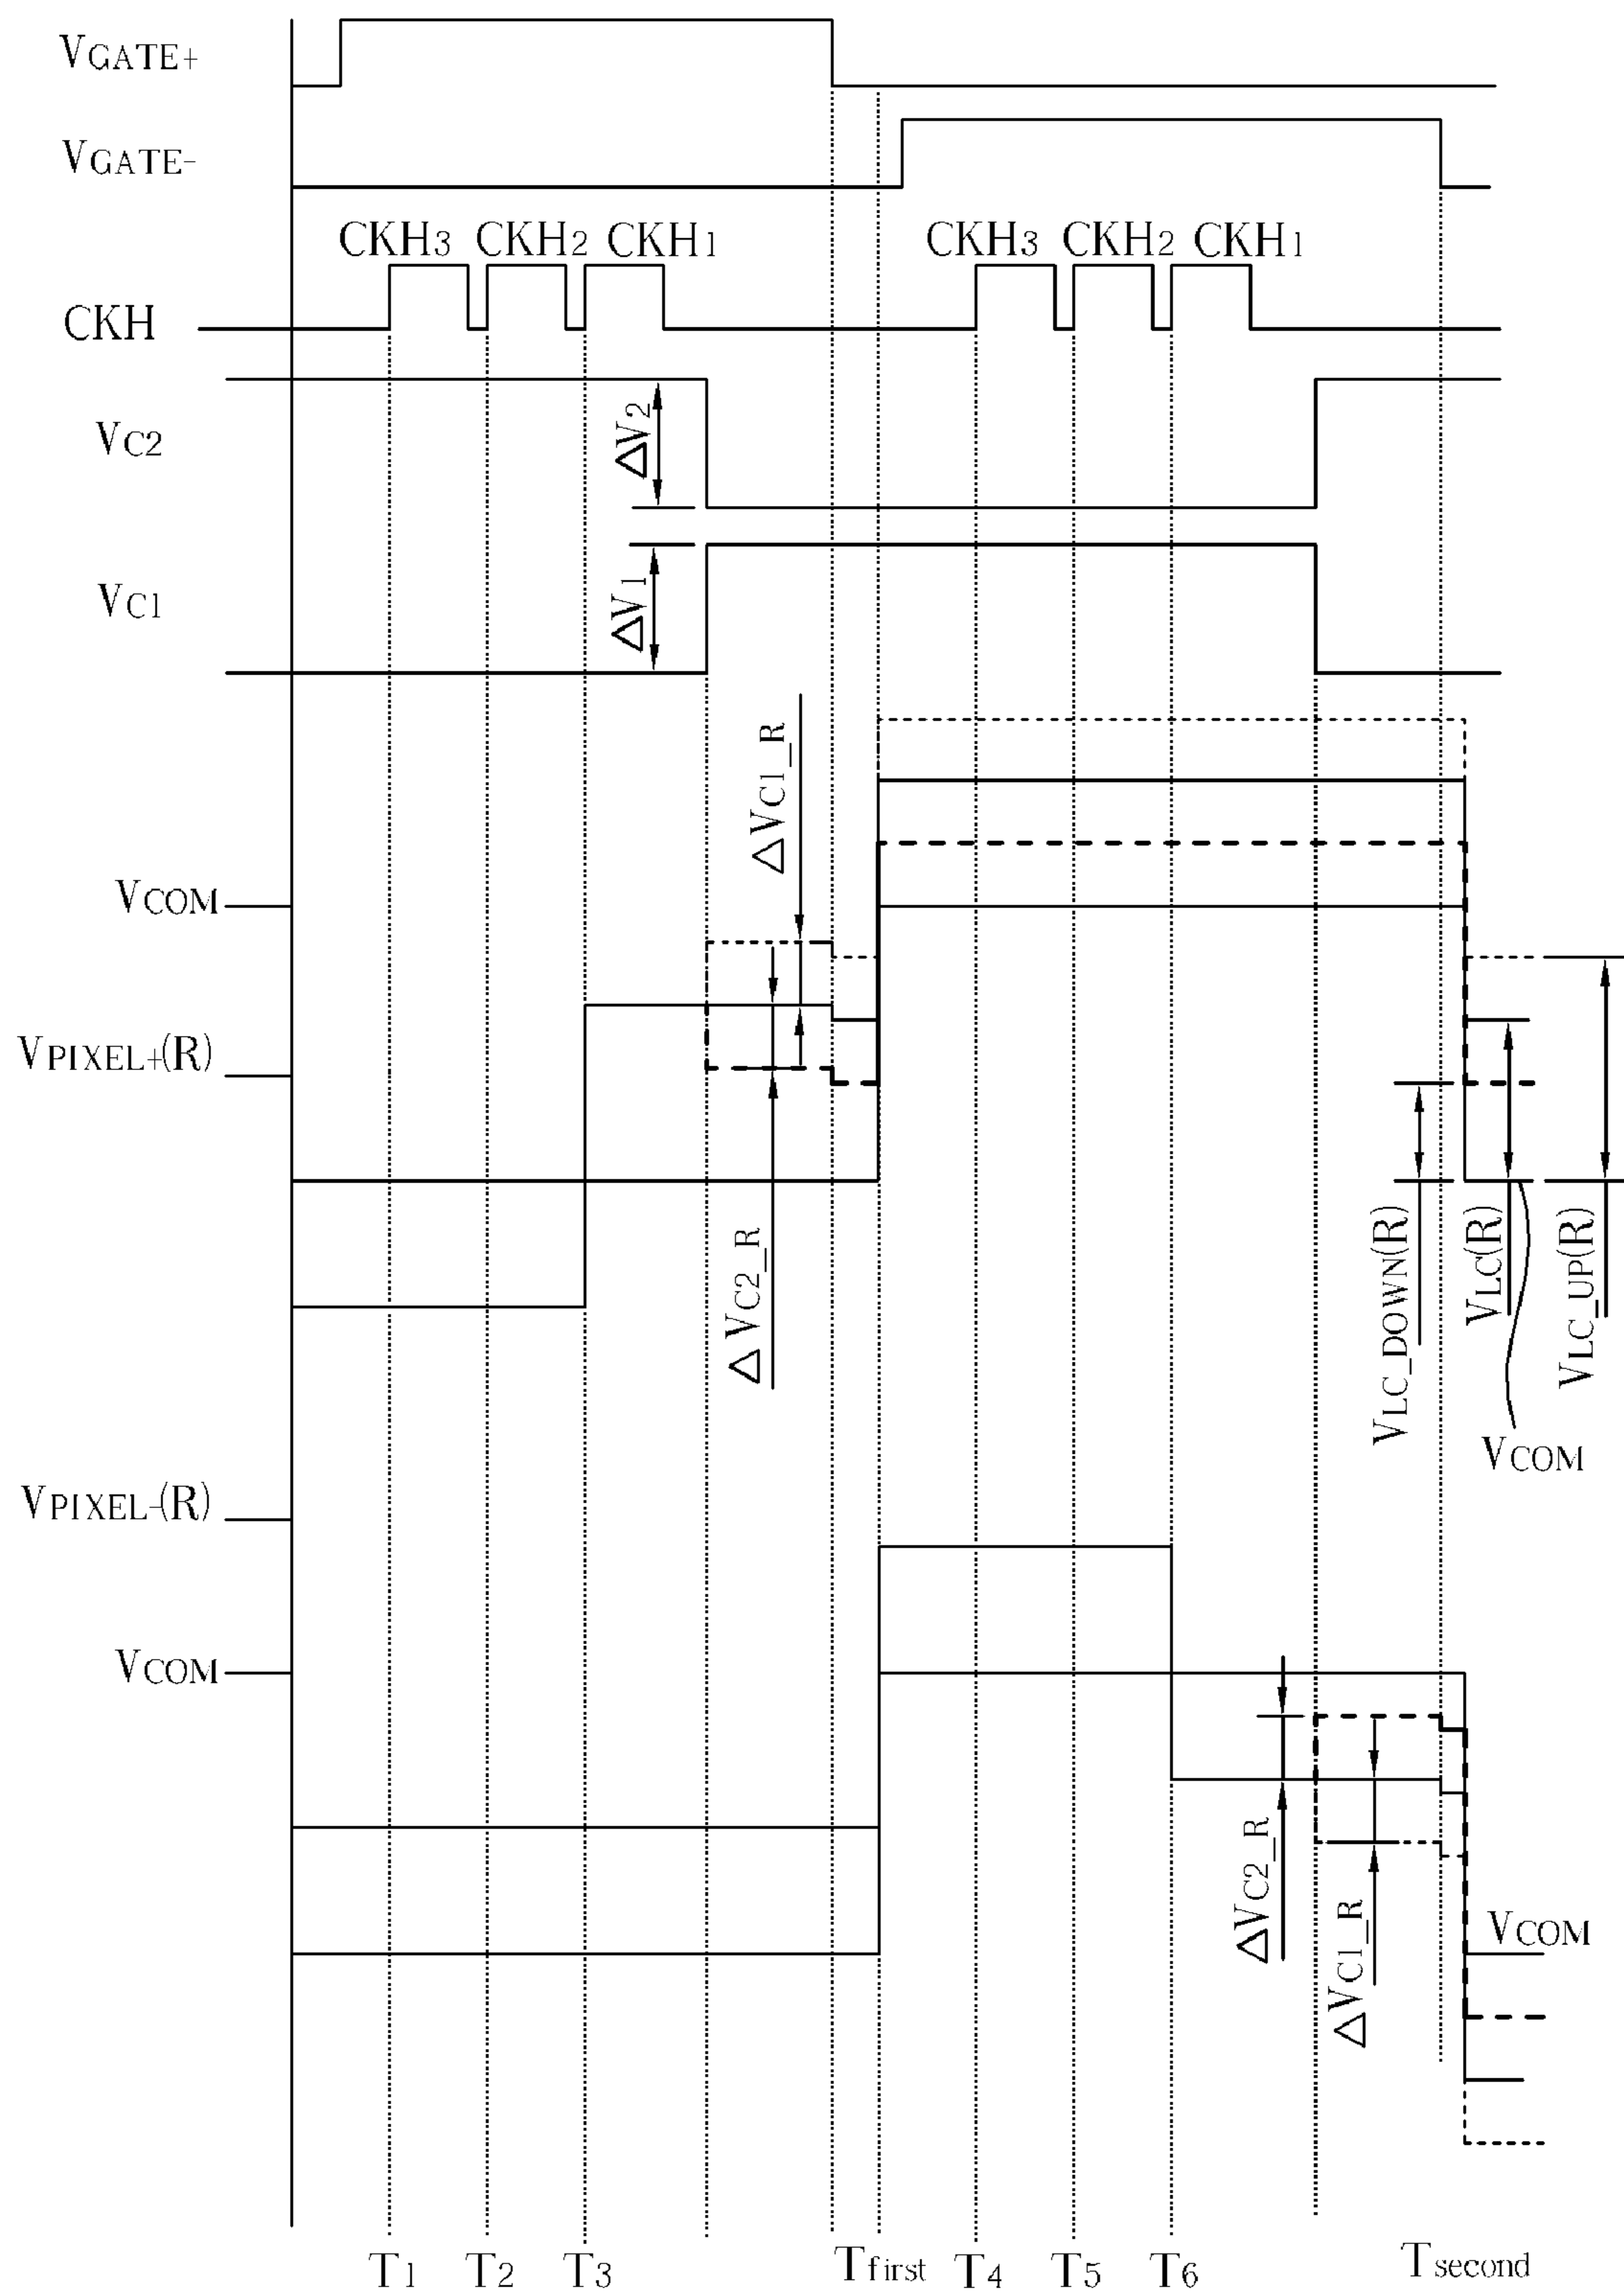 VGATE+
VGATE-
CKH3 CKH2 CKH1 CKH3 CKH2 CKH1
CKH
VC2
ΔV2
VC1
ΔV1
ΔVC1_R
VCOM
VPIXEL+(R)
ΔVC2_R
VLC_DOWN(R)
VLC(R)
VLC_UP(R)
VCOM
VPIXEL-(R)
VCOM
ΔVC2_R
ΔVC1_R
VCOM
T1 T2 T3 Tfirst T4 T5 T6 Tsecond